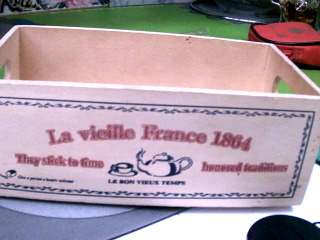 La vieille France 1864
They stick to time honored traditions
LE BON VIEUX TEMPS